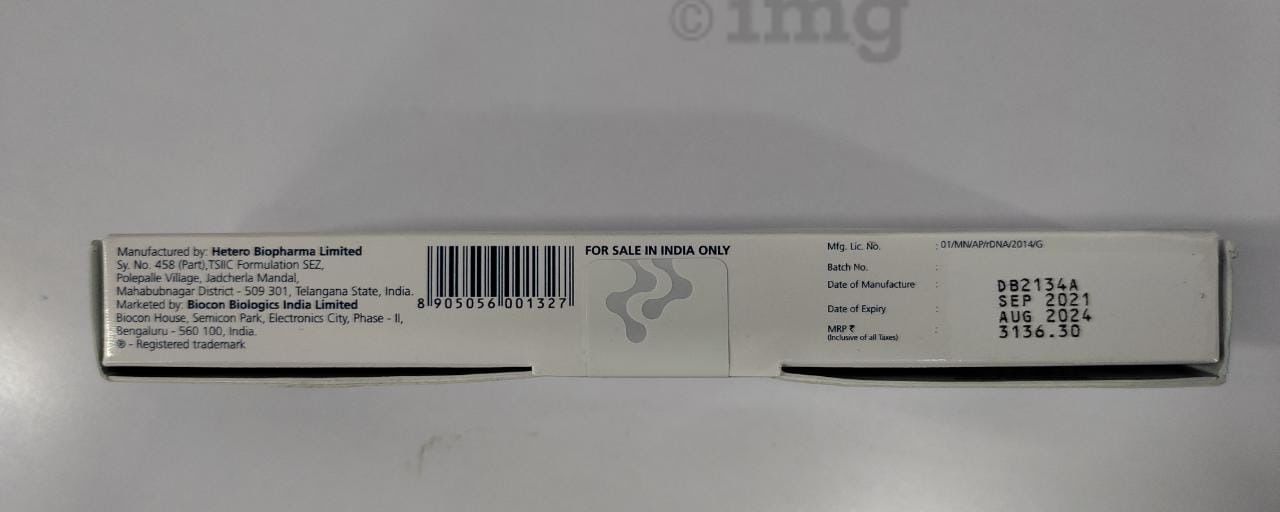 © img
Manufactured by: Hetero Biopharma Limited
Sy. No. 458 (Part),TSIIC Formulation SEZ,
Polepalle Village, Jadcherla Mandal,
Mahabubnagar District - 509 301, Telangana State, India.
Marketed by: Biocon Biologics India Limited
Biocon House, Semicon Park, Electronics City, Phase - II,
Bengaluru - 560 100, India.
® - Registered trademark
8 905056 001327
FOR SALE IN INDIA ONLY
Mfg. Lic. No. : 01/MN/AP/rDNA/2014/G
Batch No. : DB2134A
Date of Manufacture : SEP 2021
Date of Expiry : AUG 2024
MRP ₹ : 3136.30
(Inclusive of all Taxes)